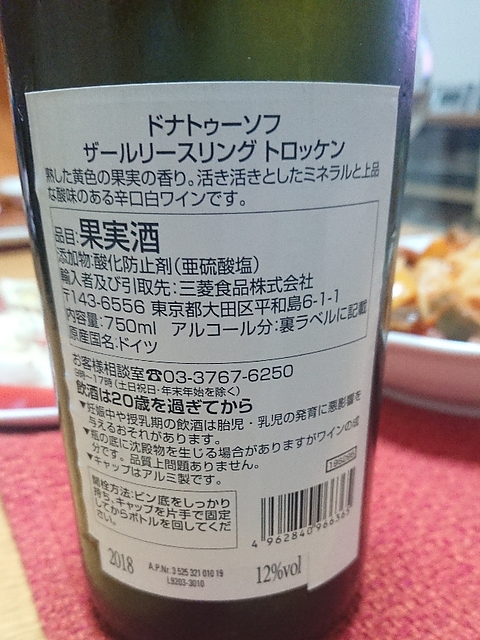 ドナトゥーソフ
ザールリースリング トロッケン
熟した黄色の果実の香り。活き活きとしたミネラルと上品
な酸味のある辛口白ワインです。
品目:果実酒
添加物:酸化防止剤(亜硫酸塩)
輸入者及び引取先:三菱食品株式会社
〒143-6556 東京都大田区平和島6-1-1
内容量:750ml アルコール分:裏ラベルに記載
原産国名:ドイツ
お客様相談室☎03-3767-6250
9時~17時(土日祝日・年末年始を除く)
飲酒は20歳を過ぎてから
▼妊娠中や授乳期の飲酒は胎児・乳児の発育に悪影響を
与えるおそれがあります。
▼瓶の底に沈殿物を生じる場合がありますがワインの成
分です。品質上問題ありません。
▼キャップはアルミ製です。
開栓方法:ビン底をしっかり
持ち、キャップを片手で固定
してからボトルを回してくだ
さい。
4 962840 966365
2018
A.P.Nr. 3 525 321 010 19
L9203-3010
12%vol